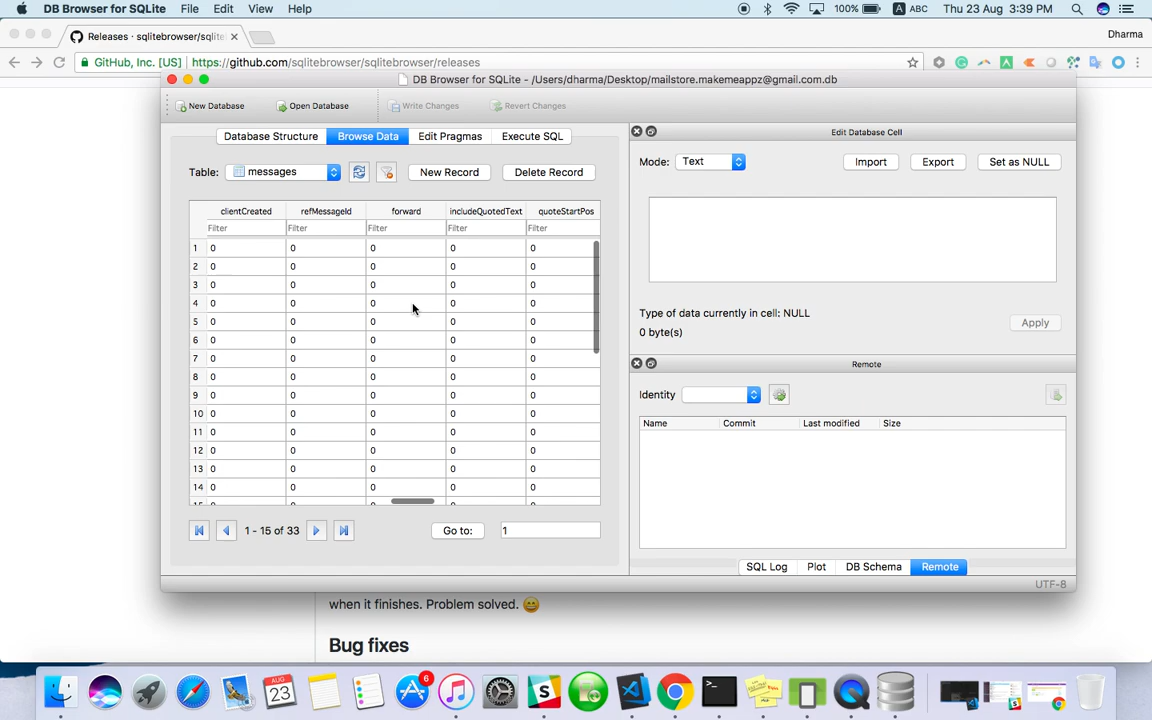 DB Browser for SQLite File Edit View Help 100% A ABC Thu 23 Aug 3:39 PM
Releases · sqlitebrowser/sqlite Dharma
GitHub, Inc. [US] https://github.com/sqlitebrowser/sqlitebrowser/releases
DB Browser for SQLite - /Users/dharma/Desktop/mailstore.makemeappz@gmail.com.db
New Database Open Database Write Changes Revert Changes
Database Structure Browse Data Edit Pragmas Execute SQL
Edit Database Cell
Table: messages New Record Delete Record
Mode: Text Import Export Set as NULL
clientCreated refMessageId forward includeQuotedText quoteStartPos
Filter Filter Filter Filter Filter
1 0 0 0 0 0
2 0 0 0 0 0
3 0 0 0 0 0
4 0 0 0 0 0
5 0 0 0 0 0
6 0 0 0 0 0
7 0 0 0 0 0
8 0 0 0 0 0
9 0 0 0 0 0
10 0 0 0 0 0
11 0 0 0 0 0
12 0 0 0 0 0
13 0 0 0 0 0
14 0 0 0 0 0
15 0 0 0 0 0
1 - 15 of 33 Go to: 1
Type of data currently in cell: NULL
0 byte(s)
Apply
Remote
Identity
Name Commit Last modified Size
SQL Log Plot DB Schema Remote
UTF-8
when it finishes. Problem solved. 😄
Bug fixes
AUG
23
6